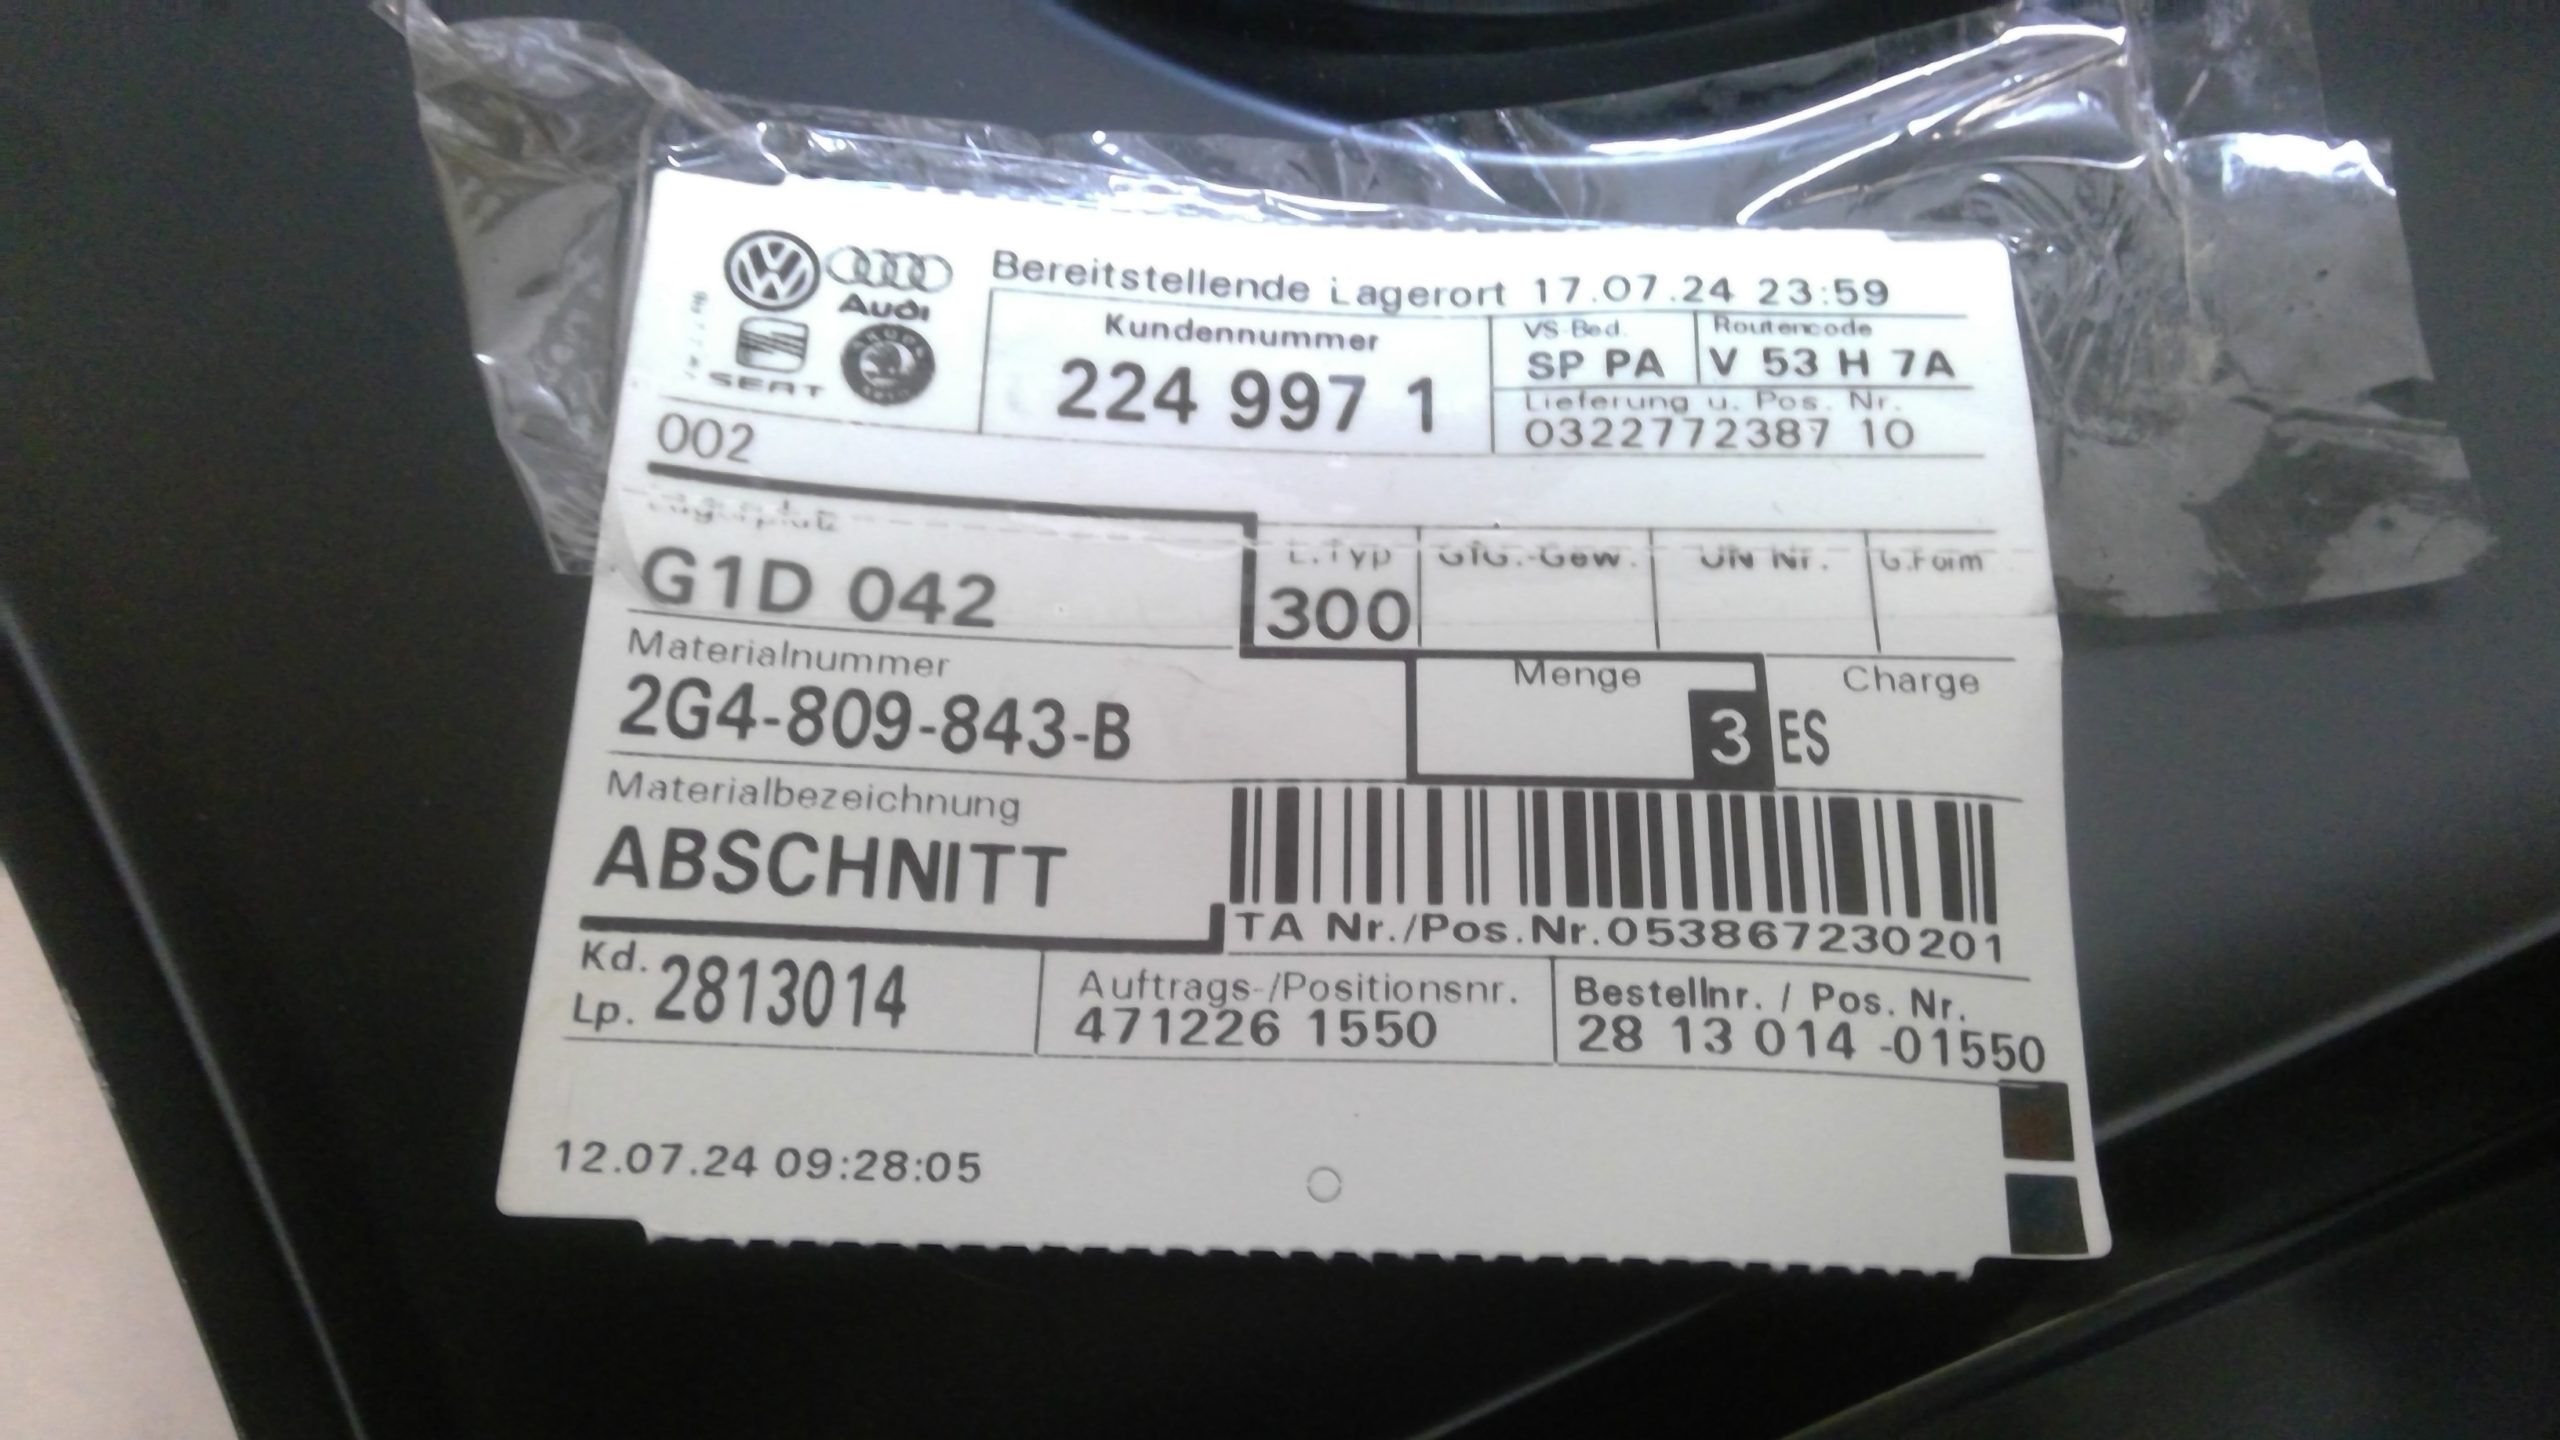 Bereitstellende Lagerort 17.07.24 23:59
Audi
SEAT
SKODA
Kundennummer
224 997 1
VS-Bed.
SP PA
Routencode
V 53 H 7A
Lieferung u. Pos. Nr.
0322772387 10
002
Lagerplatz
G1D 042
L.Typ
300
GfG.-Gew.
UN Nr.
G.Form
Materialnummer
2G4-809-843-B
Menge
3 ES
Charge
Materialbezeichnung
ABSCHNITT
TA Nr./Pos.Nr.053867230201
Kd.
Lp. 2813014
Auftrags-/Positionsnr.
471226 1550
Bestellnr. / Pos. Nr.
28 13 014 -01550
12.07.24 09:28:05